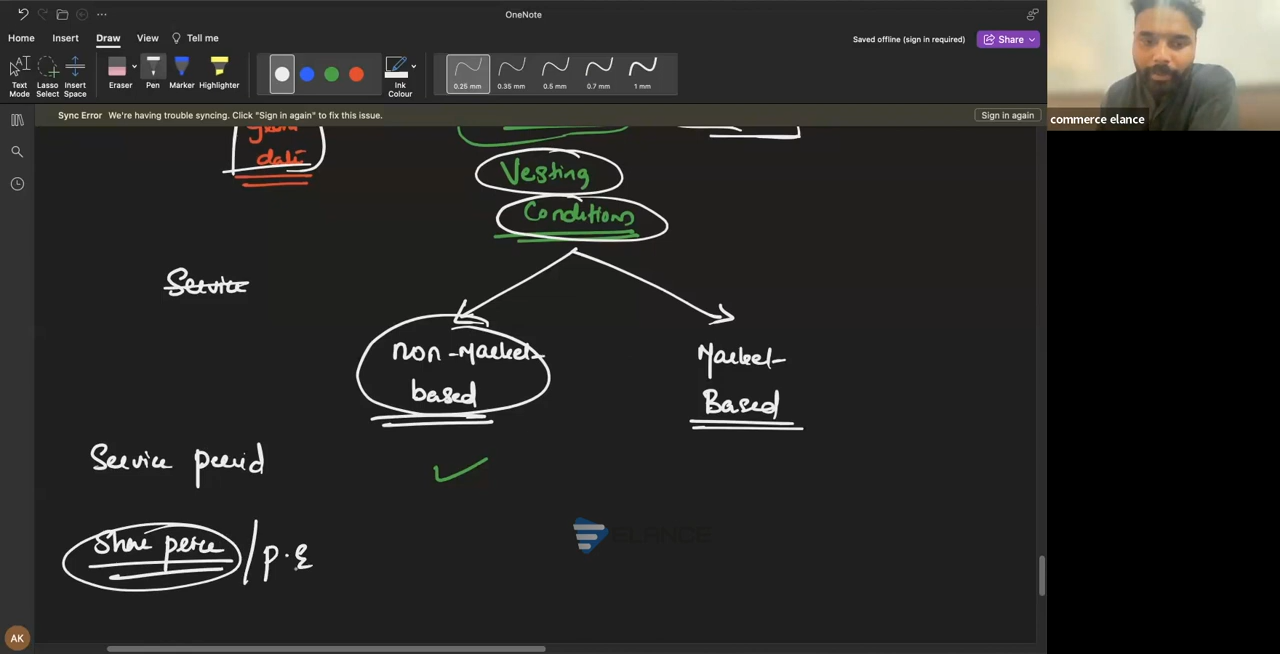 OneNote
Home Insert Draw View Tell me
Saved offline (sign in required) Share
Text Mode
Lasso Select
Insert Space
Eraser
Pen
Marker
Highlighter
Ink Colour
0.25 mm 0.35 mm 0.5 mm 0.7 mm 1 mm
commerce elance
Sync Error We're having trouble syncing. Click "Sign in again" to fix this issue. Sign in again
date
Vesting
Conditions
Service
Non-Market-
based
Market-
Based
Service period
Share price / P.E
ELANCE
AK